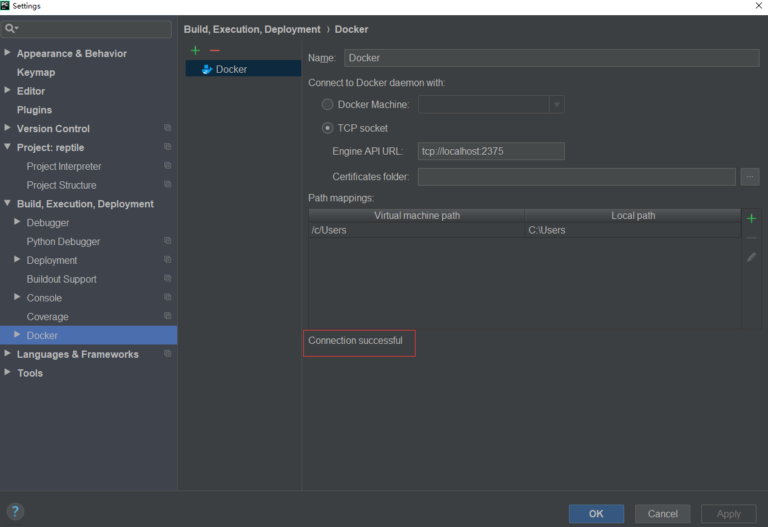 PC
Settings
Appearance & Behavior
Keymap
Editor
Plugins
Version Control
Project: reptile
Project Interpreter
Project Structure
Build, Execution, Deployment
Debugger
Python Debugger
Deployment
Buildout Support
Console
Coverage
Docker
Languages & Frameworks
Tools
Build, Execution, Deployment › Docker
Docker
Name: Docker
Connect to Docker daemon with:
Docker Machine:
TCP socket
Engine API URL: tcp://localhost:2375
Certificates folder: ...
Path mappings:
Virtual machine path Local path
/c/Users C:\Users
Connection successful
? OK Cancel Apply